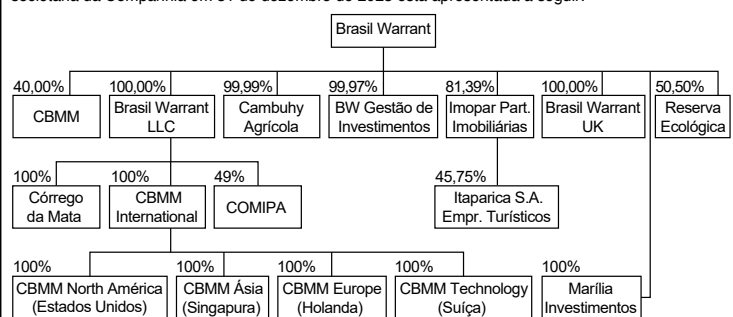 societária da Companhia em 31 de dezembro de 2023 está apresentada a seguir:
Brasil Warrant
40,00% 100,00% 99,99% 99,97% 81,39% 100,00% 50,50%
CBMM
Brasil Warrant
LLC
Cambuhy
Agrícola
BW Gestão de
Investimentos
Imopar Part.
Imobiliárias
Brasil Warrant
UK
Reserva
Ecológica
100% 100% 49% 45,75%
Córrego
da Mata
CBMM
International
COMIPA
Itaparica S.A.
Empr. Turísticos
100% 100% 100% 100% 100%
CBMM North América
(Estados Unidos)
CBMM Ásia
(Singapura)
CBMM Europe
(Holanda)
CBMM Technology
(Suíça)
Marília
Investimentos